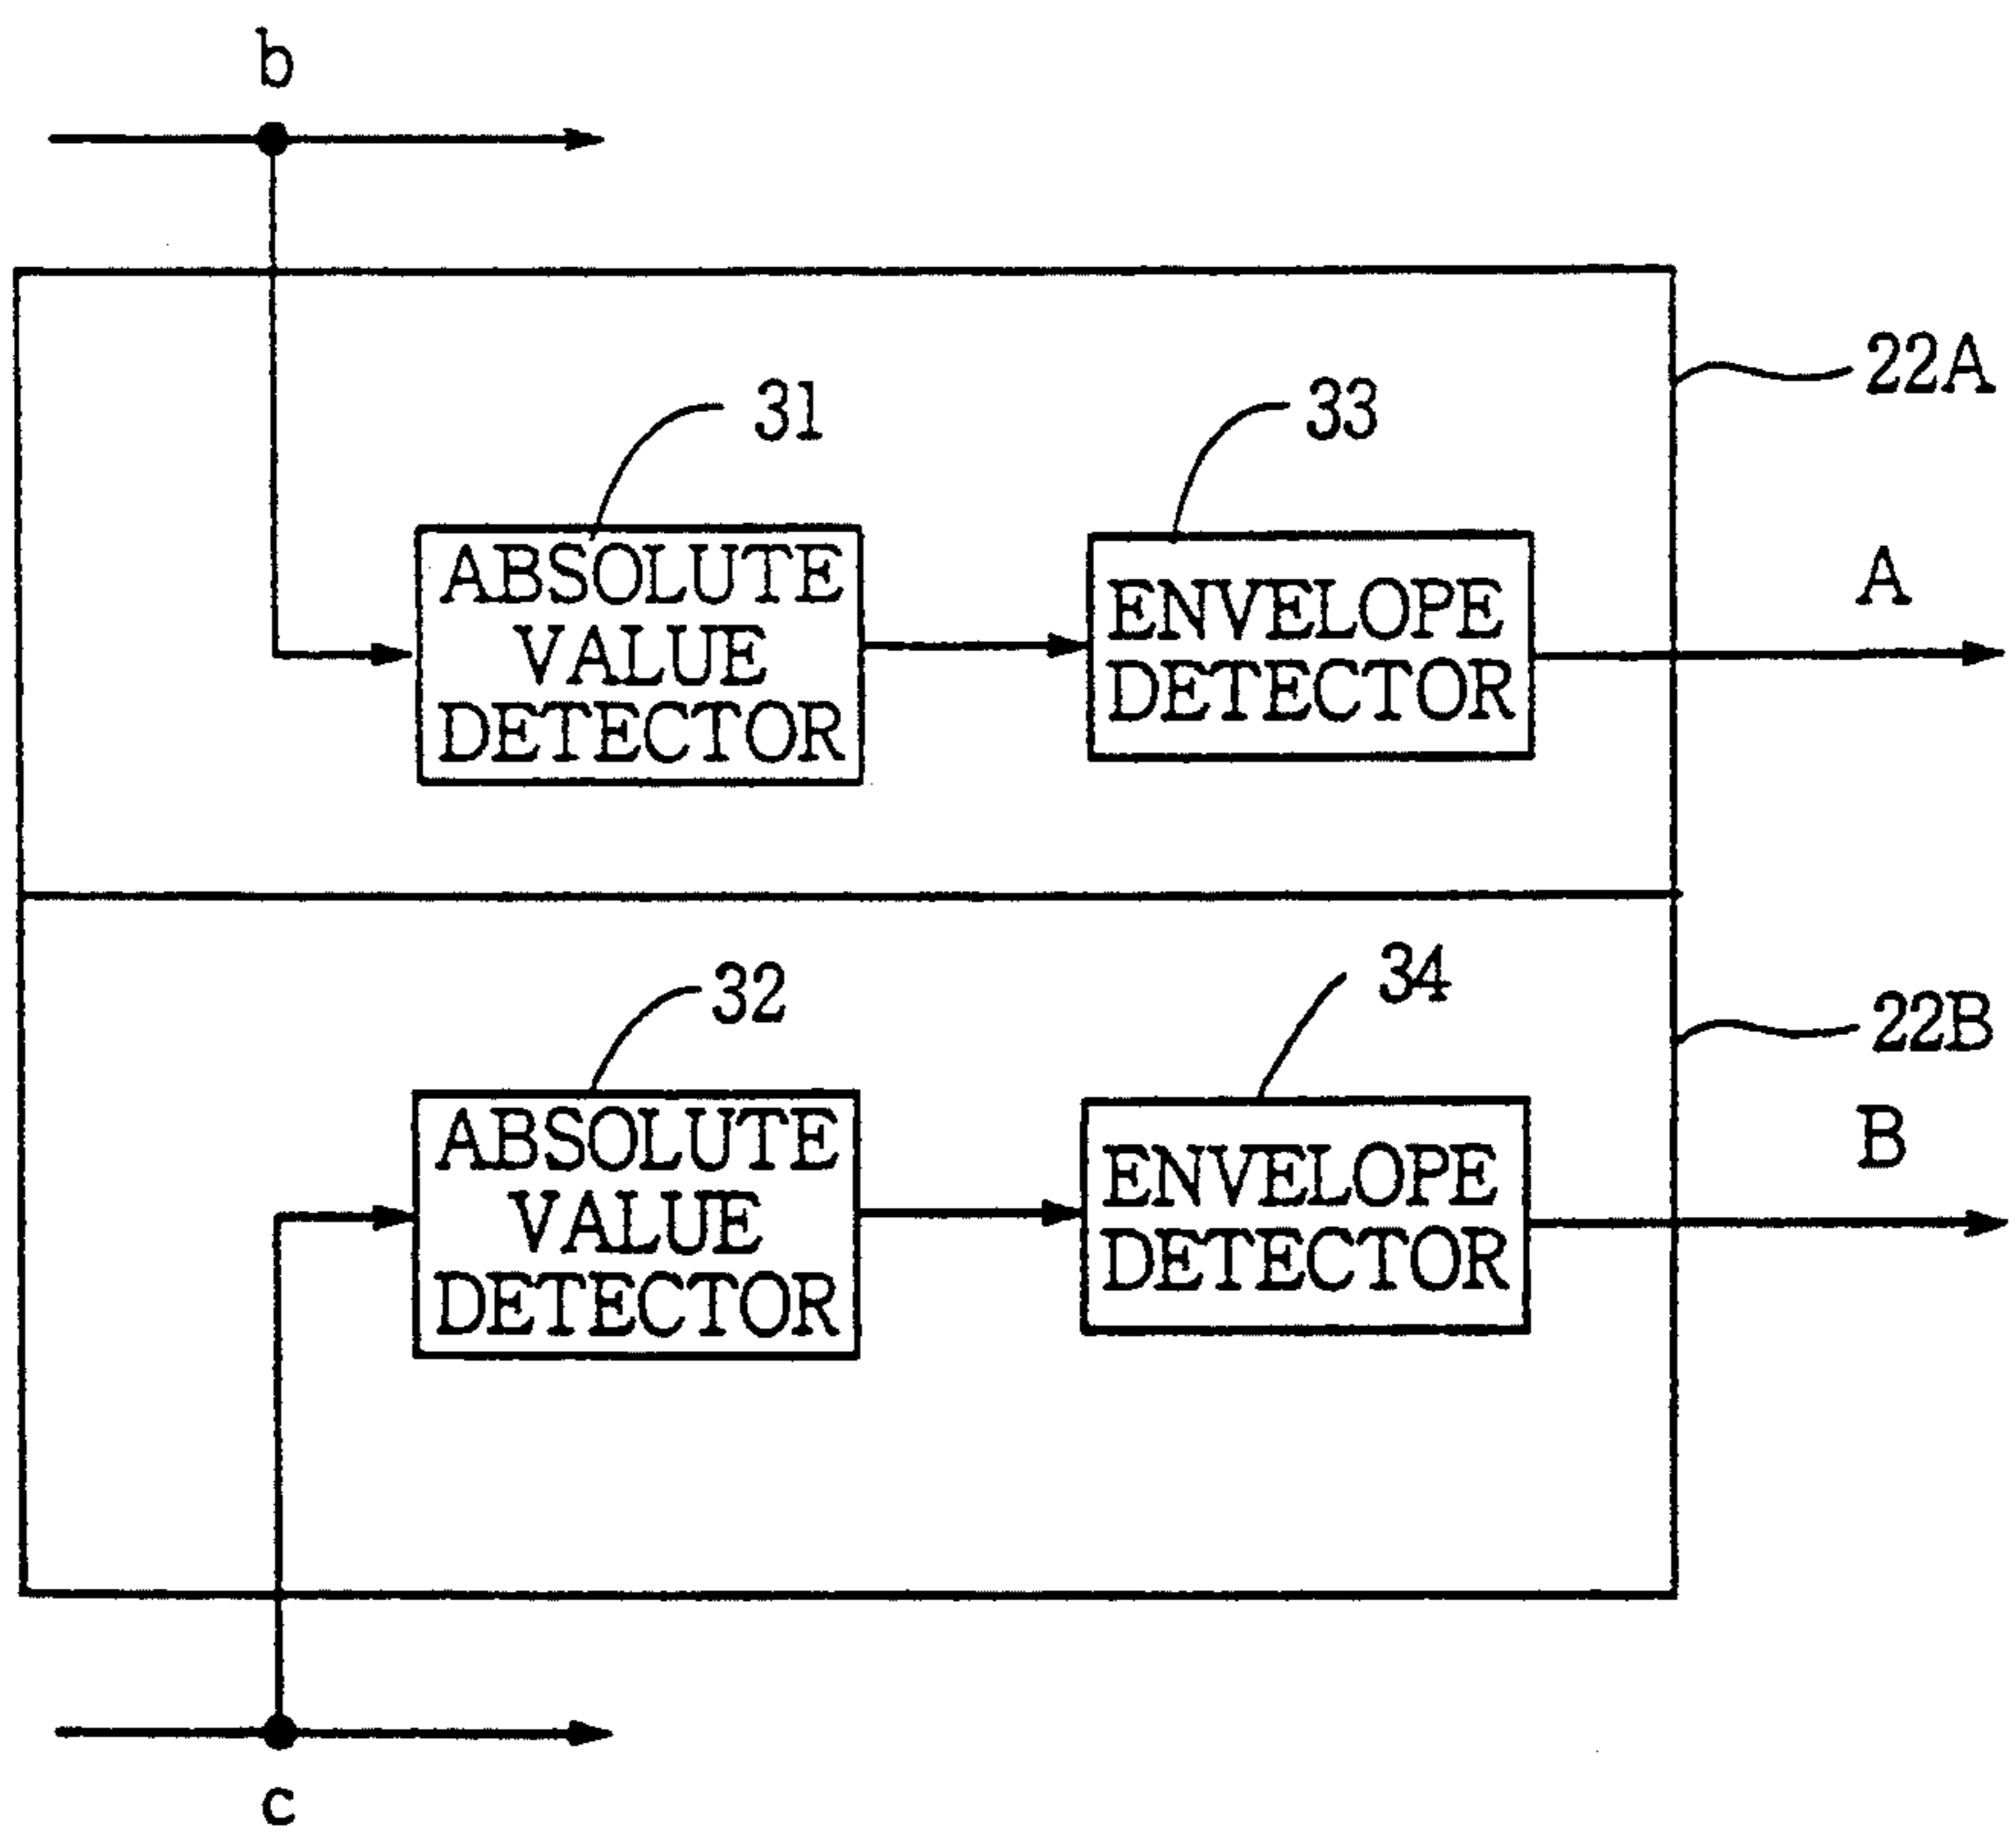 b
22A
31
33
ABSOLUTE
VALUE
DETECTOR
ENVELOPE
DETECTOR
A
32
34
22B
ABSOLUTE
VALUE
DETECTOR
ENVELOPE
DETECTOR
B
c